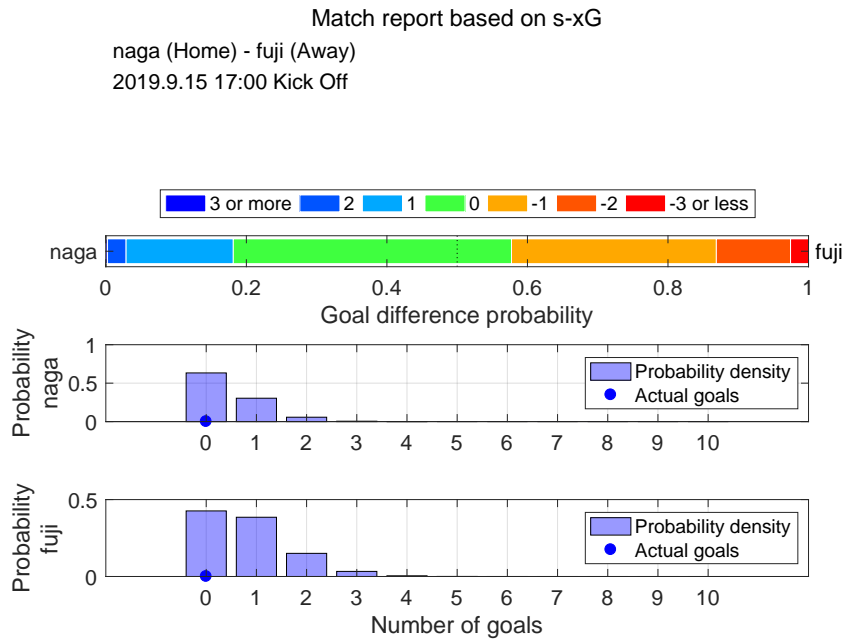 Match report based on s-xG
naga (Home) - fuji (Away)
2019.9.15 17:00 Kick Off
3 or more 2 1 0 -1 -2 -3 or less
naga fuji
0 0.2 0.4 0.6 0.8 1
Goal difference probability
Probability
naga
1
0.5
0
Probability density
Actual goals
0 1 2 3 4 5 6 7 8 9 10
Probability
fuji
0.5
0
Probability density
Actual goals
0 1 2 3 4 5 6 7 8 9 10
Number of goals